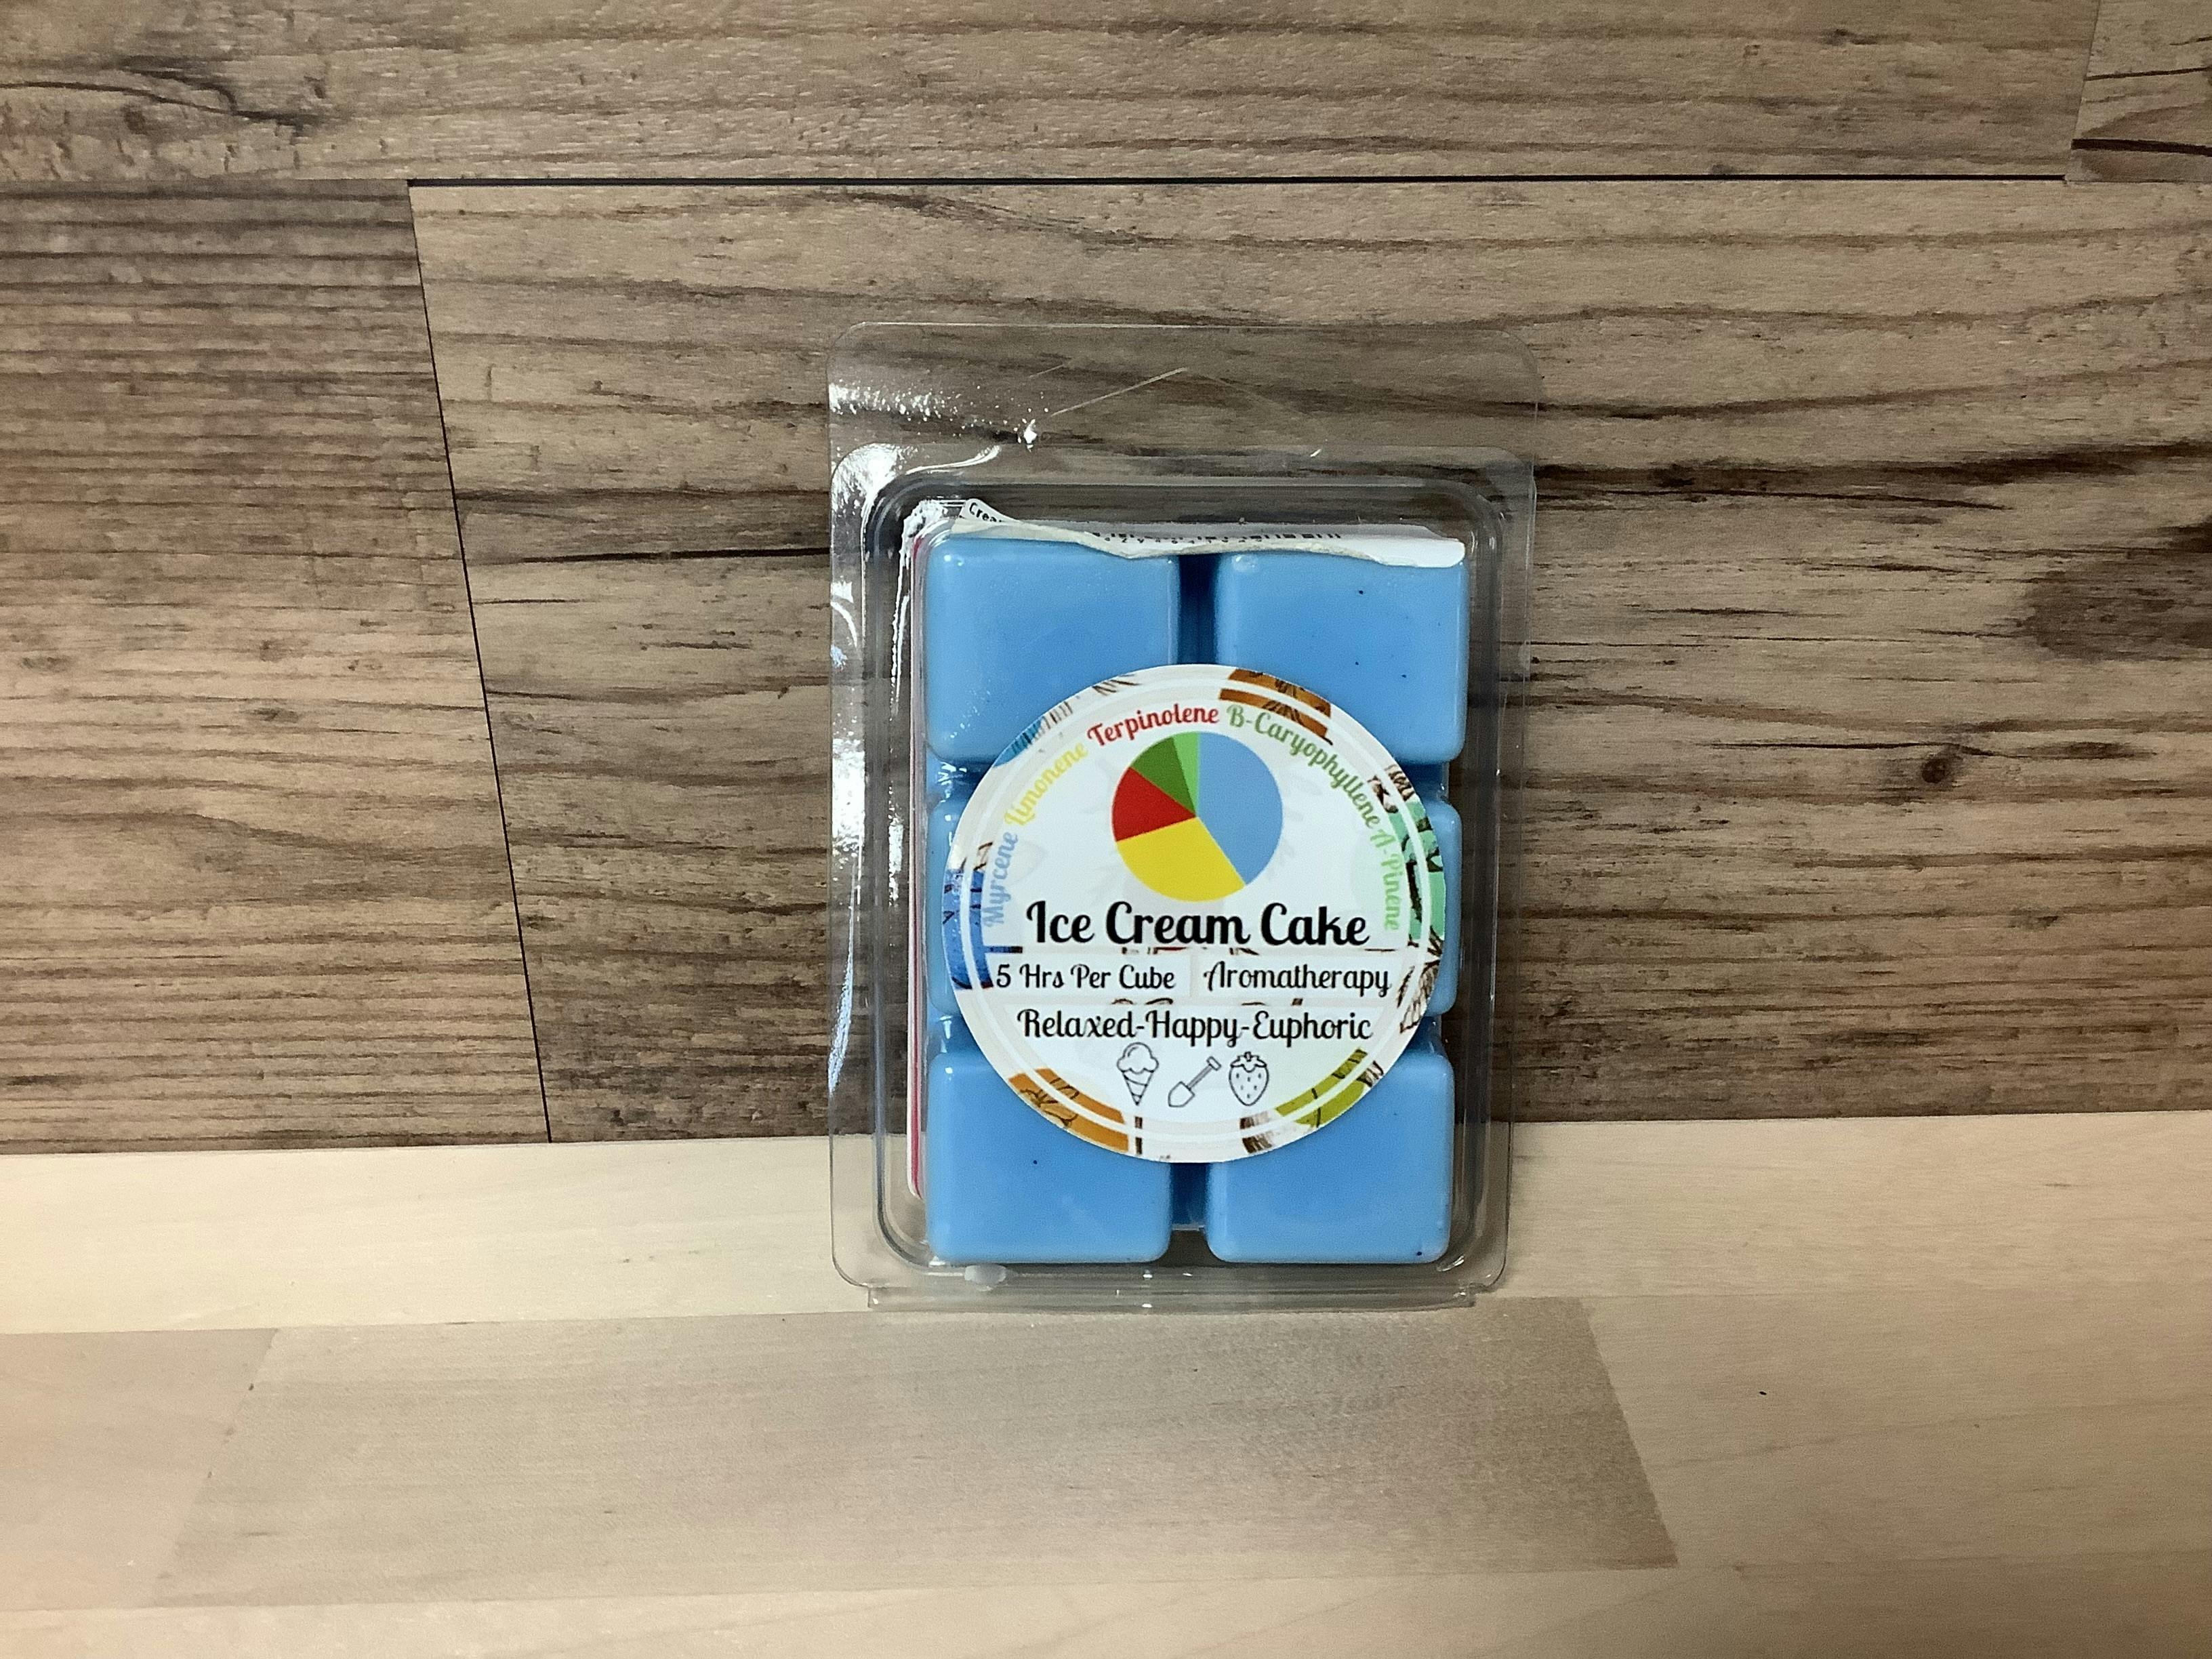 Myrcene Limonene Terpinolene B-Caryophyllene A-Pinene
Ice Cream Cake
5 Hrs Per Cube Aromatherapy
Relaxed-Happy-Euphoric